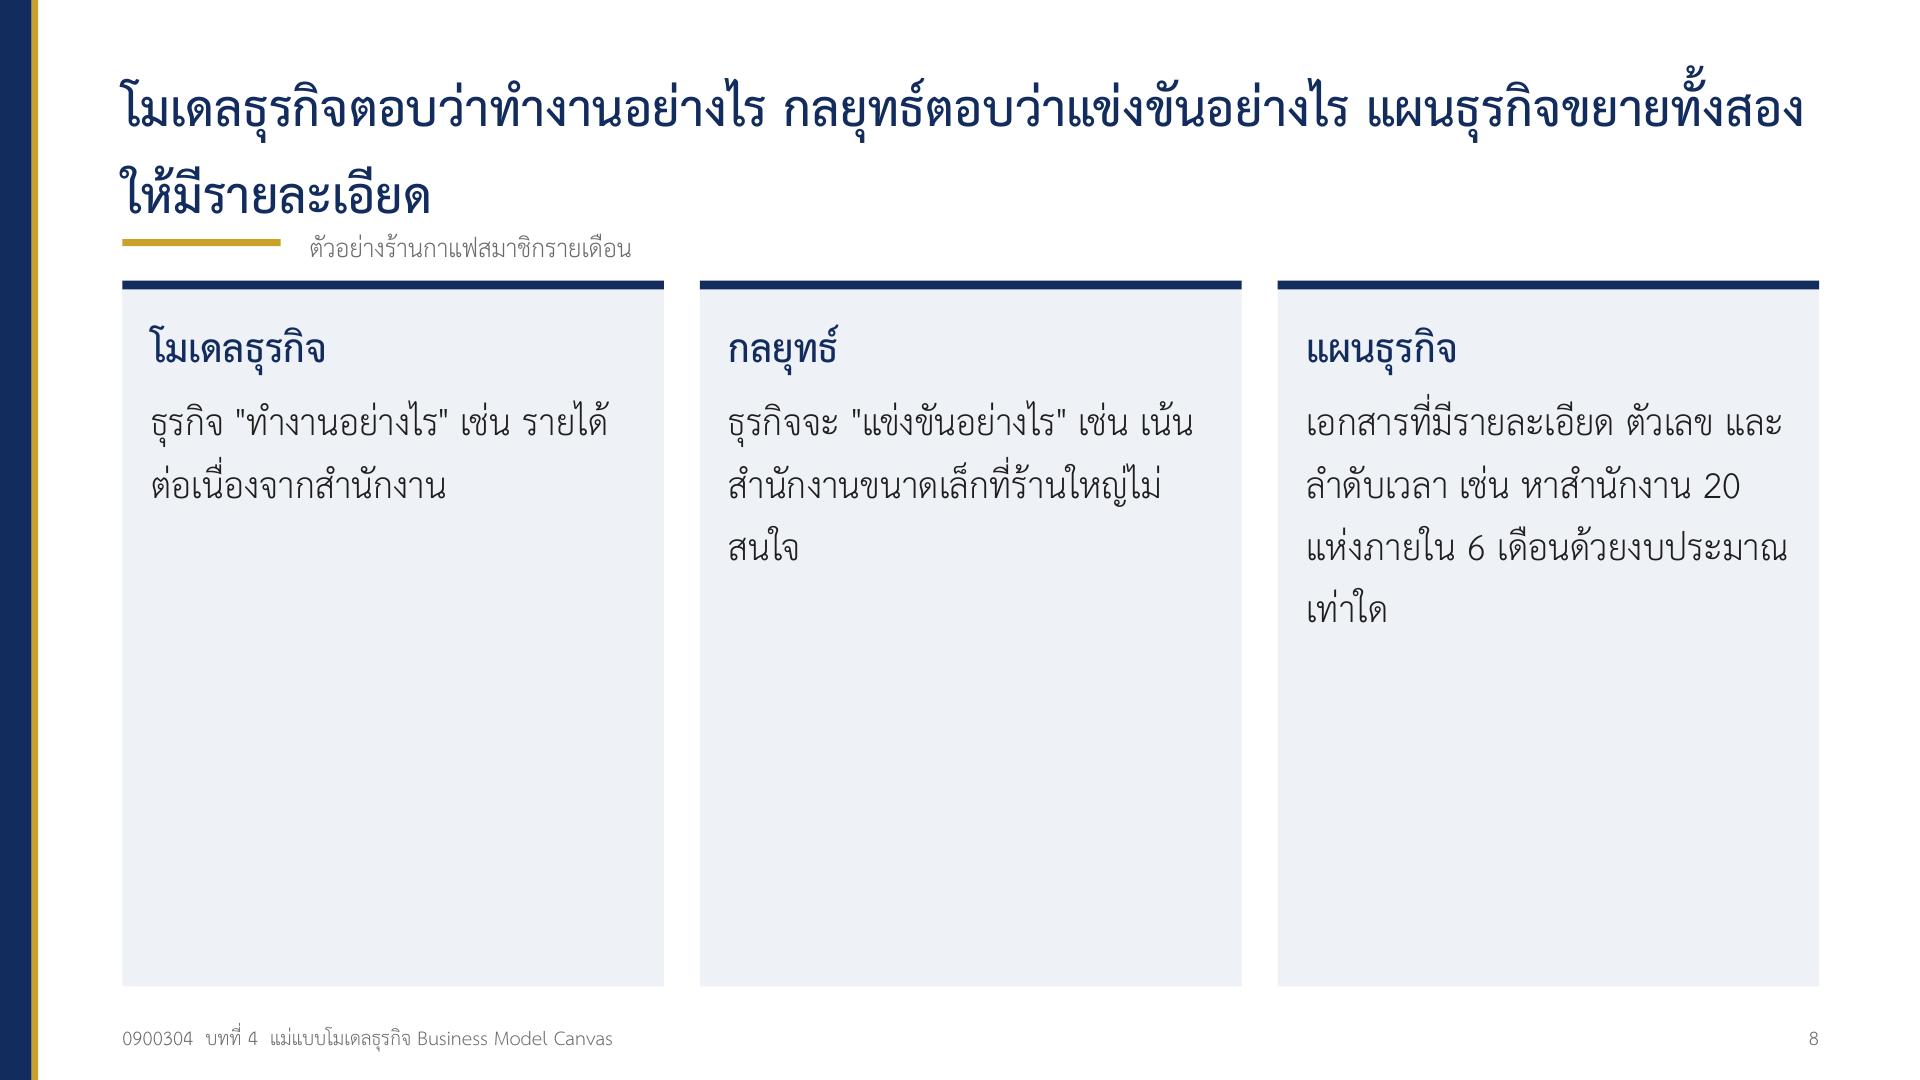 โมเดลธุรกิจตอบว่าทำงานอย่างไร กลยุทธ์ตอบว่าแข่งขันอย่างไร แผนธุรกิจขยายทั้งสอง
ให้มีรายละเอียด
ตัวอย่างร้านกาแฟสมาชิกรายเดือน
โมเดลธุรกิจ
ธุรกิจ "ทำงานอย่างไร" เช่น รายได้
ต่อเนื่องจากสำนักงาน
กลยุทธ์
ธุรกิจจะ "แข่งขันอย่างไร" เช่น เน้น
สำนักงานขนาดเล็กที่ร้านใหญ่ไม่
สนใจ
แผนธุรกิจ
เอกสารที่มีรายละเอียด ตัวเลข และ
ลำดับเวลา เช่น หาสำนักงาน 20
แห่งภายใน 6 เดือนด้วยงบประมาณ
เท่าใด
0900304 บทที่ 4 แม่แบบโมเดลธุรกิจ Business Model Canvas
8